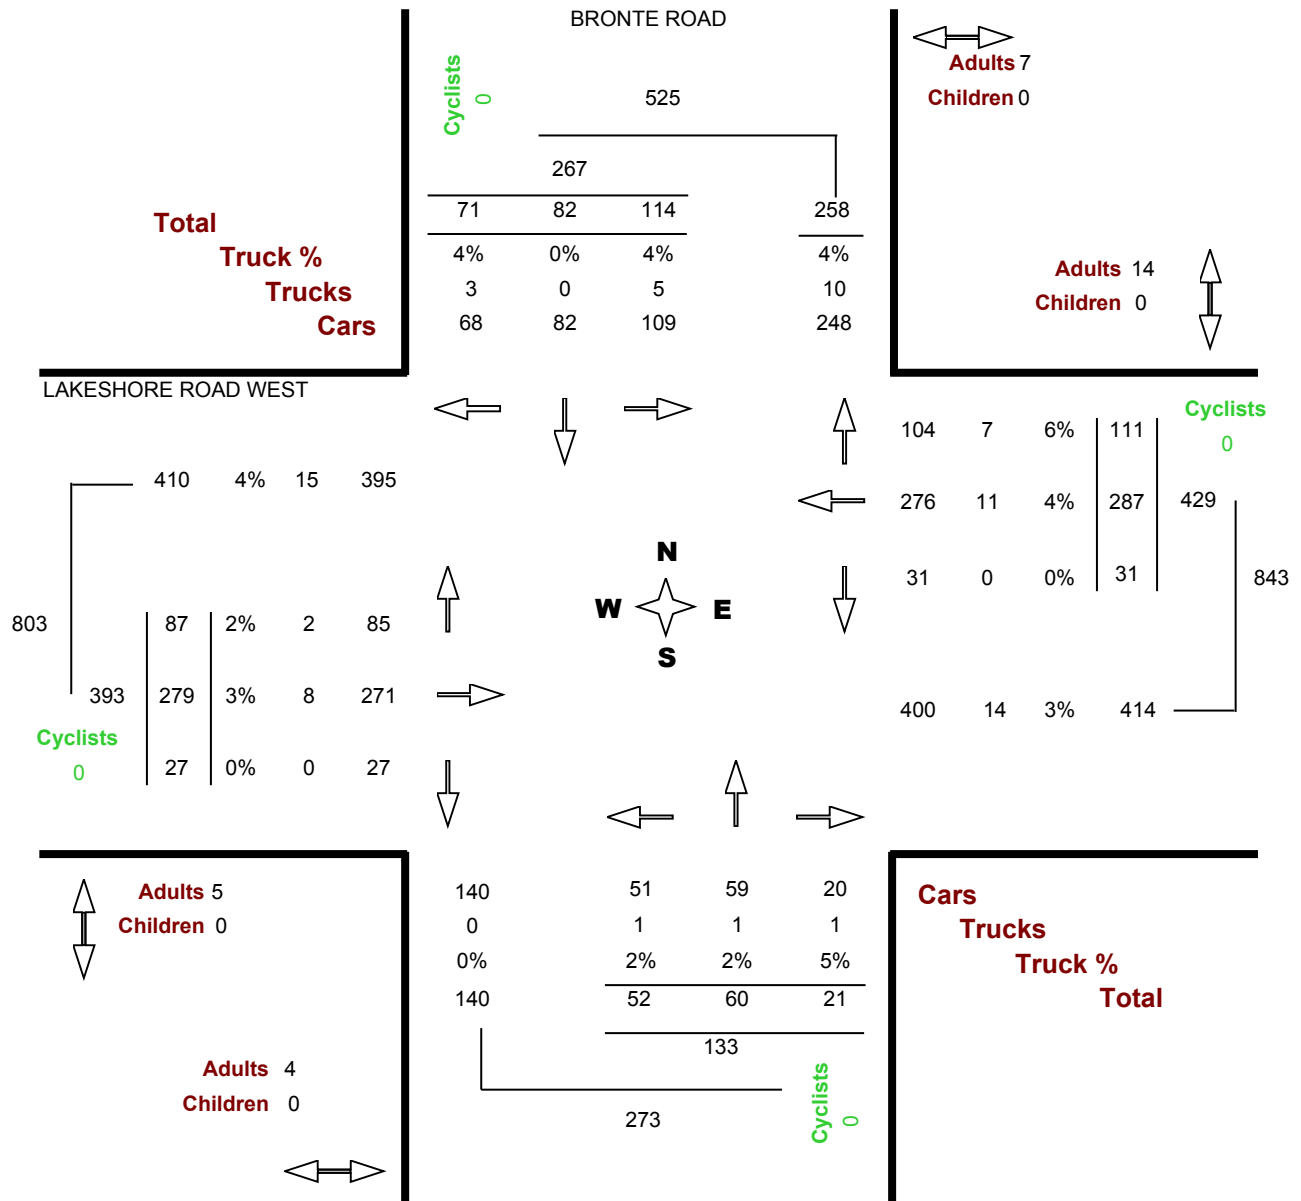 BRONTE ROAD
Cyclists
0
525
Adults 7
Children 0
267
Total
71 82 114 258
Truck %
4% 0% 4% 4%
Trucks
3 0 5 10
Cars
68 82 109 248
Adults 14
Children 0
LAKESHORE ROAD WEST
Cyclists
0
104 7 6% 111
410 4% 15 395
276 11 4% 287 429
N
W E
S
31 0 0% 31
843
803
87 2% 2 85
393 279 3% 8 271
400 14 3% 414
Cyclists
0
27 0% 0 27
Adults 5
Children 0
140 51 59 20
0 1 1 1
0% 2% 2% 5%
140 52 60 21
Cars
Trucks
Truck %
Total
133
Adults 4
Children 0
Cyclists
0
273